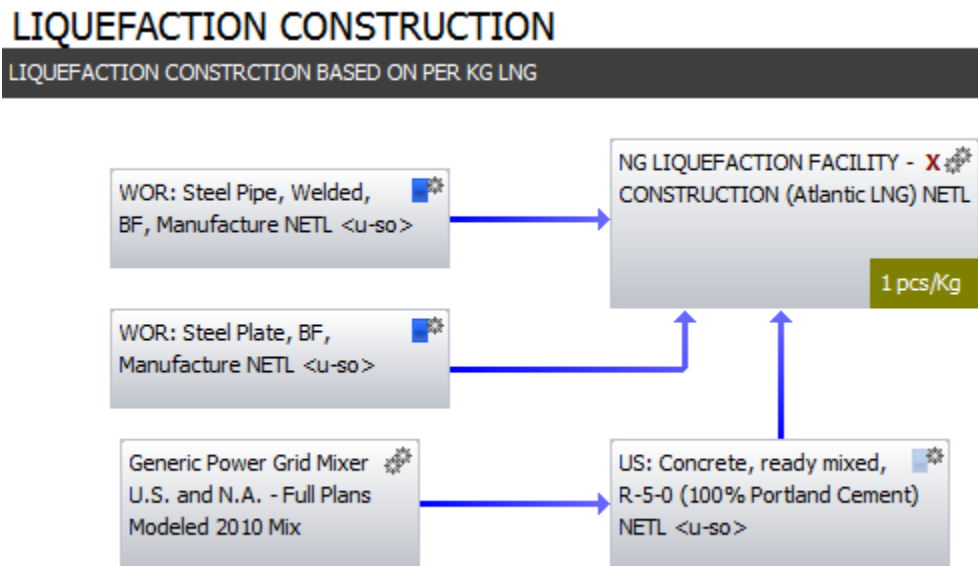 LIQUEFACTION CONSTRUCTION
LIQUEFACTION CONSTRCTION BASED ON PER KG LNG
NG LIQUEFACTION FACILITY - X
CONSTRUCTION (Atlantic LNG) NETL
1 pcs/Kg
WOR: Steel Pipe, Welded,
BF, Manufacture NETL <u-so>
WOR: Steel Plate, BF,
Manufacture NETL <u-so>
Generic Power Grid Mixer
U.S. and N.A. - Full Plans
Modeled 2010 Mix
US: Concrete, ready mixed,
R-5-0 (100% Portland Cement)
NETL <u-so>